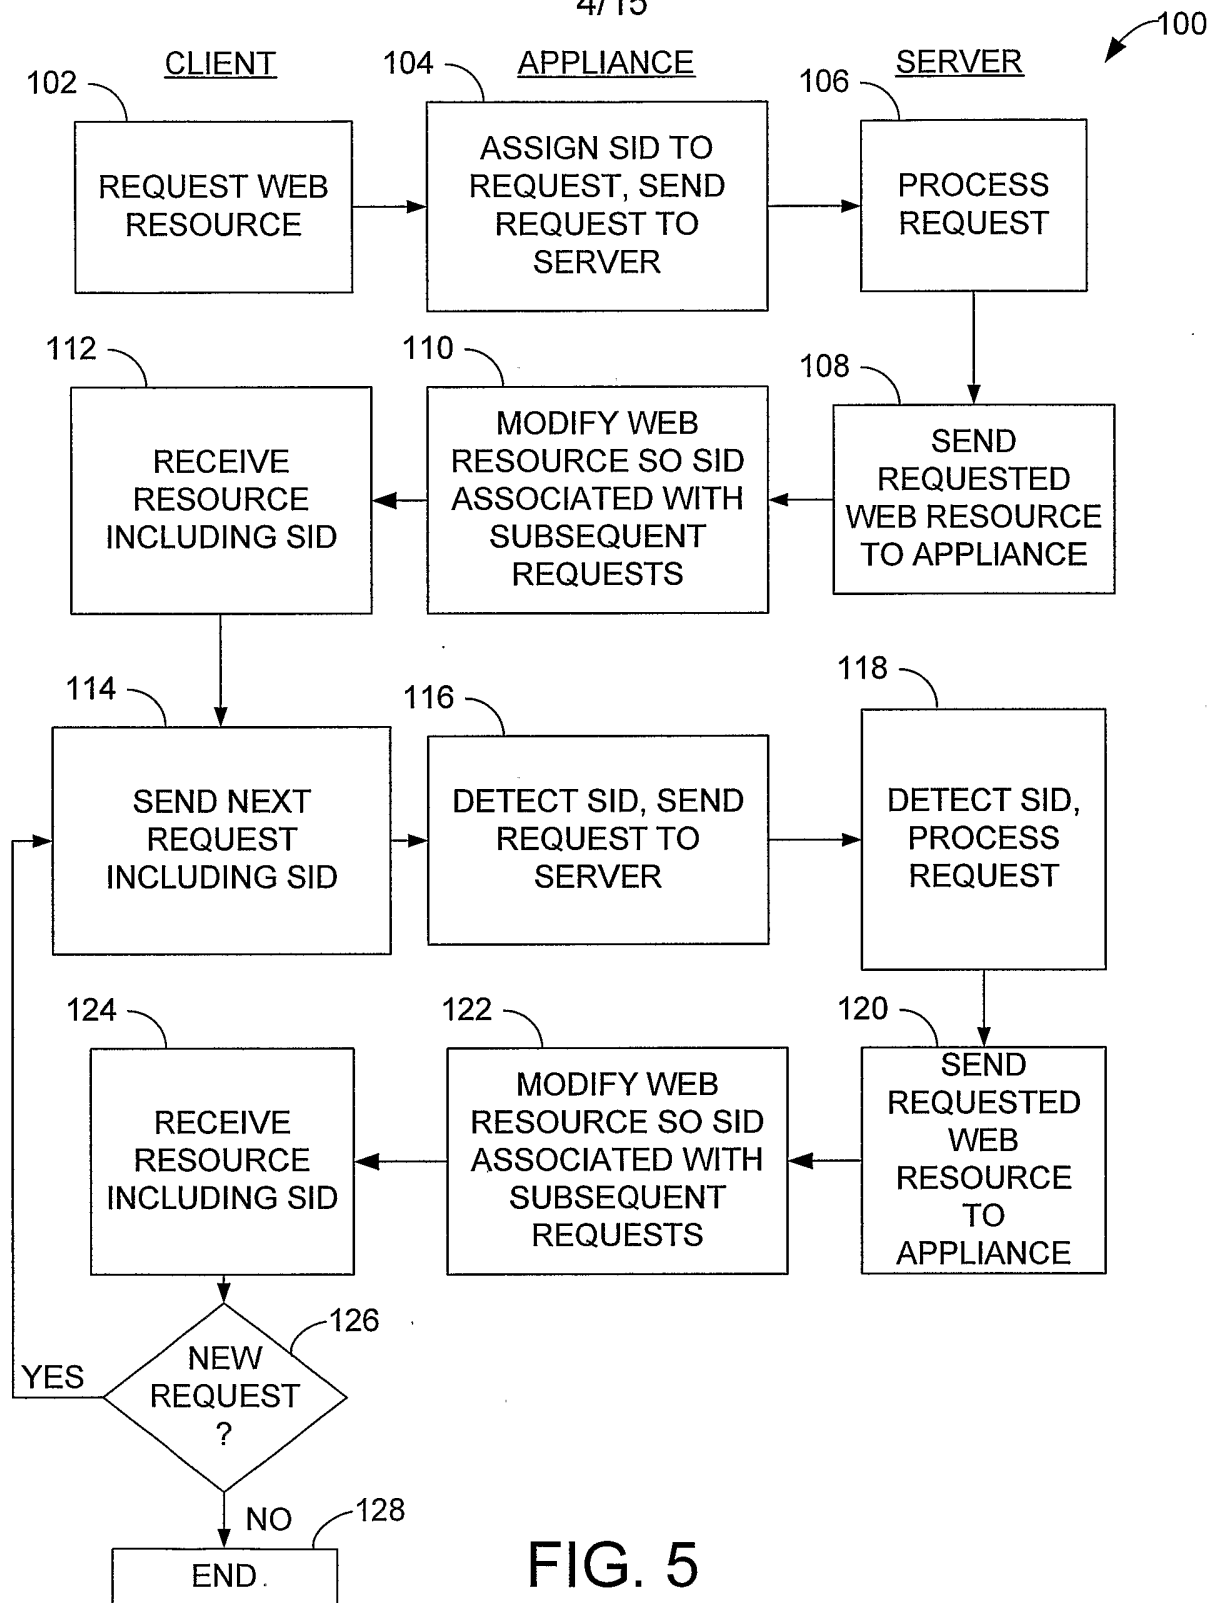 4/15
100
CLIENT
APPLIANCE
SERVER
102
104
106
REQUEST WEB
RESOURCE
ASSIGN SID TO
REQUEST, SEND
REQUEST TO
SERVER
PROCESS
REQUEST
112
110
108
RECEIVE
RESOURCE
INCLUDING SID
MODIFY WEB
RESOURCE SO SID
ASSOCIATED WITH
SUBSEQUENT
REQUESTS
SEND
REQUESTED
WEB RESOURCE
TO APPLIANCE
114
116
118
SEND NEXT
REQUEST
INCLUDING SID
DETECT SID, SEND
REQUEST TO
SERVER
DETECT SID,
PROCESS
REQUEST
124
122
120
RECEIVE
RESOURCE
INCLUDING SID
MODIFY WEB
RESOURCE SO SID
ASSOCIATED WITH
SUBSEQUENT
REQUESTS
SEND
REQUESTED
WEB
RESOURCE
TO
APPLIANCE
126
NEW
REQUEST
?
YES
NO
128
END
FIG. 5